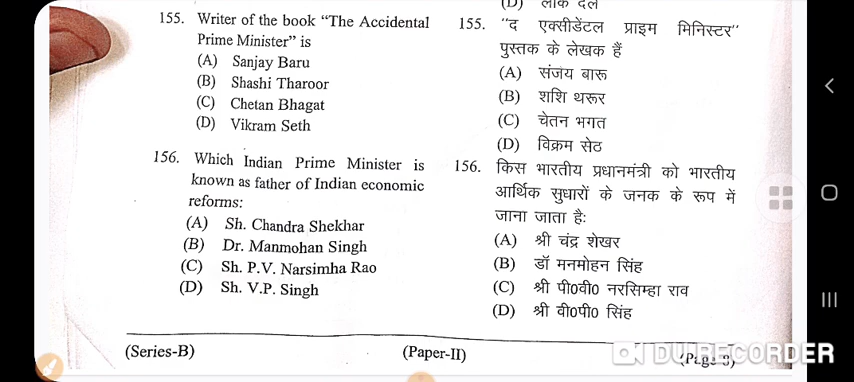 155. Writer of the book “The Accidental
Prime Minister” is
(A) Sanjay Baru
(B) Shashi Tharoor
(C) Chetan Bhagat
(D) Vikram Seth
156. Which Indian Prime Minister is
known as father of Indian economic
reforms:
(A) Sh. Chandra Shekhar
(B) Dr. Manmohan Singh
(C) Sh. P.V. Narsimha Rao
(D) Sh. V.P. Singh
(D) लोक दल
155. “द एक्सीडेंटल प्राइम मिनिस्टर”
पुस्तक के लेखक हैं
(A) संजय बारू
(B) शशि थरूर
(C) चेतन भगत
(D) विक्रम सेठ
156. किस भारतीय प्रधानमंत्री को भारतीय
आर्थिक सुधारों के जनक के रूप में
जाना जाता हैः
(A) श्री चंद्र शेखर
(B) डॉ मनमोहन सिंह
(C) श्री पी0वी0 नरसिम्हा राव
(D) श्री वी0पी0 सिंह
(Series-B) (Paper-II) (Page 8)
DU RECORDER